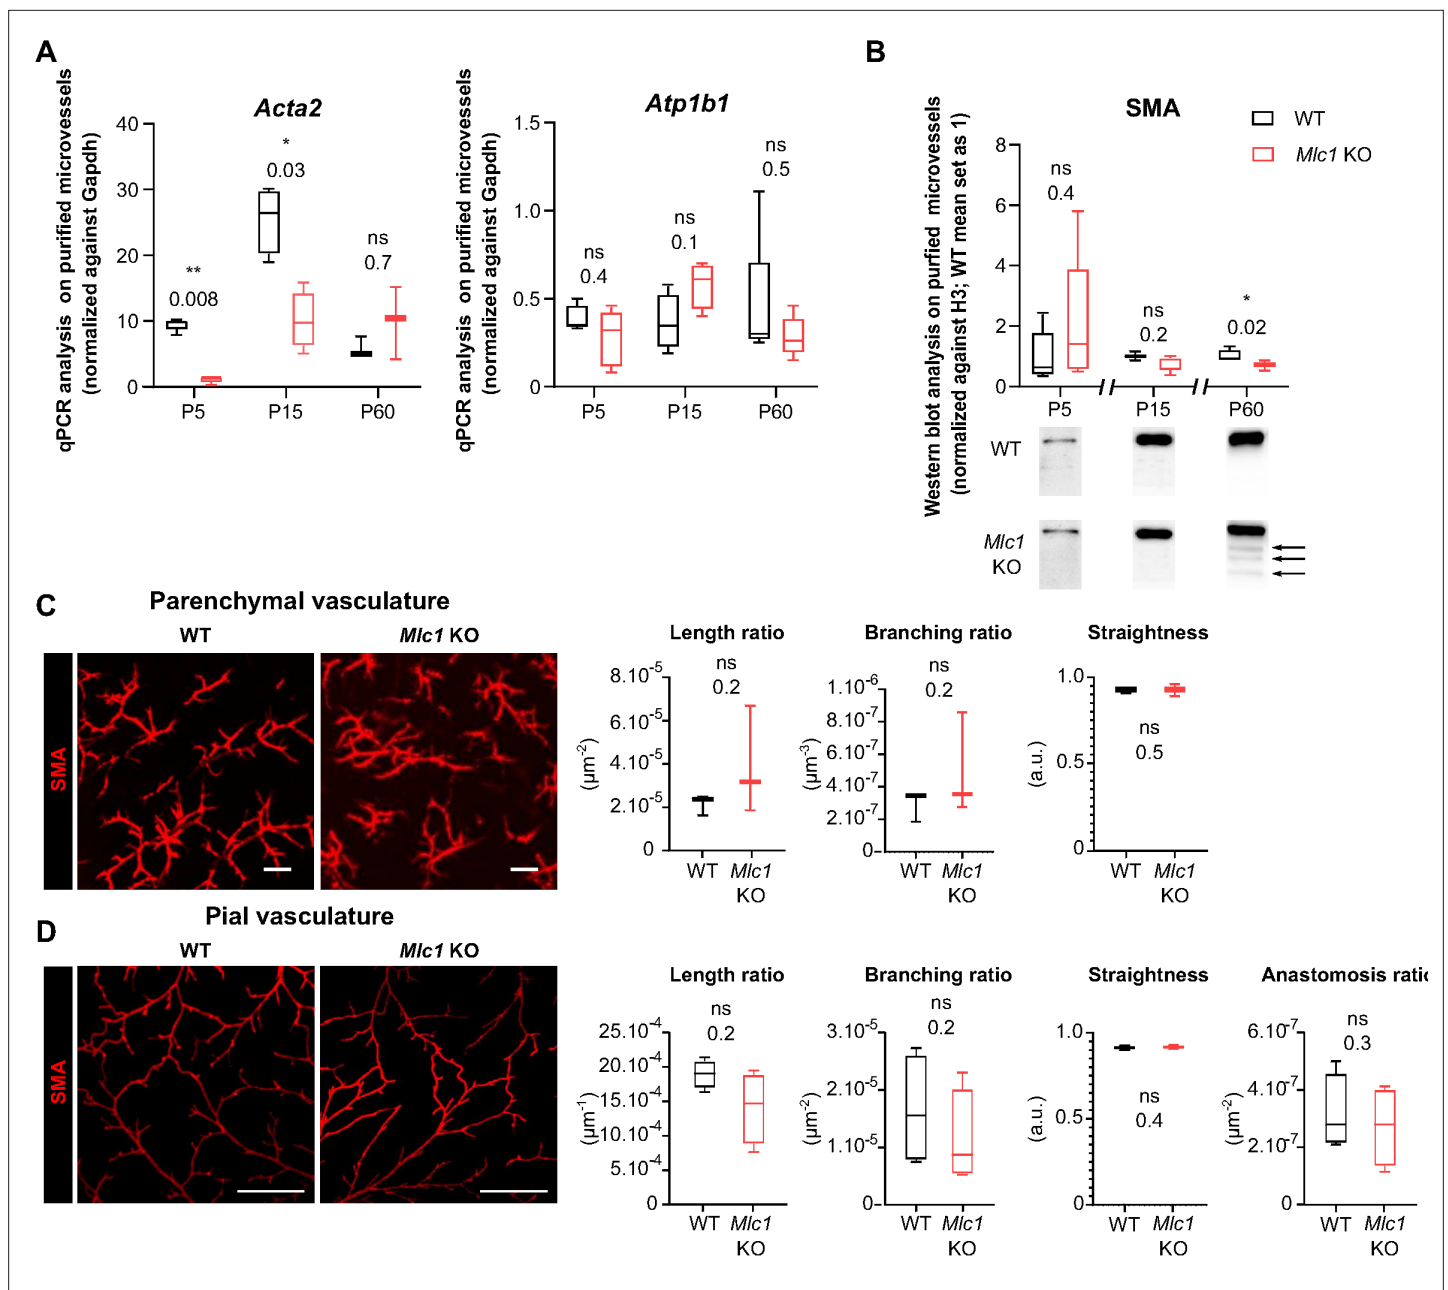 A
qPCR analysis on purified microvessels
(normalized against Gapdh)
Acta2
40
30
20
10
0
**
0.008
*
0.03
ns
0.7
P5
P15
P60
qPCR analysis on purified microvessels
(normalized against Gapdh)
Atp1b1
1.5
1.0
0.5
0
ns
0.4
ns
0.1
ns
0.5
P5
P15
P60
B
Western blot analysis on purfied microvessels
(normalized against H3; WT mean set as 1)
SMA
WT
Mlc1 KO
8
6
4
2
0
ns
0.4
ns
0.2
*
0.02
P5
P15
P60
WT
Mlc1
KO
C
Parenchymal vasculature
WT
Mlc1 KO
SMA
Length ratio
ns
0.2
(µm-2)
8.10-5
6.10-5
4.10-5
2.10-5
0
WT
Mlc1
KO
Branching ratio
ns
0.2
(µm-3)
1.10-6
8.10-7
6.10-7
4.10-7
2.10-7
0
WT
Mlc1
KO
Straightness
(a.u.)
1.0
0.5
0
ns
0.5
WT
Mlc1
KO
D
Pial vasculature
WT
Mlc1 KO
SMA
Length ratio
ns
0.2
(µm-1)
25.10-4
20.10-4
15.10-4
10.10-4
5.10-4
0
WT
Mlc1
KO
Branching ratio
ns
0.2
(µm-2)
3.10-5
2.10-5
1.10-5
0
WT
Mlc1
KO
Straightness
(a.u.)
1.0
0.5
0
ns
0.4
WT
Mlc1
KO
Anastomosis ratio
ns
0.3
(µm-2)
6.10-7
4.10-7
2.10-7
0
WT
Mlc1
KO